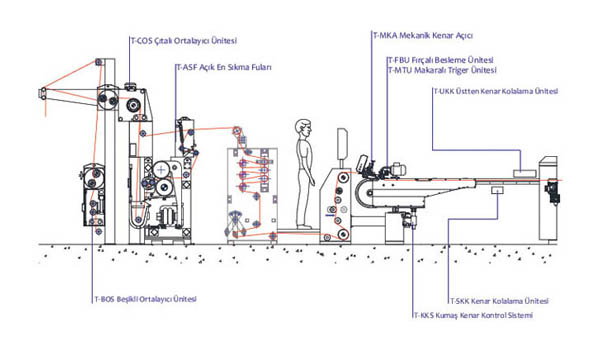 T-COS Çıtalı Ortalayıcı Ünitesi
T-ASF Açık En Sıkma Fuları
T-MKA Mekanik Kenar Açıcı
T-FBU Fırçalı Besleme Ünitesi
T-MTU Makaralı Triger Ünitesi
T-UKK Üstten Kenar Kolalama Ünitesi
T-BOS Beşikli Ortalayıcı Ünitesi
T-SKK Kenar Kolalama Ünitesi
T-KKS Kumaş Kenar Kontrol Sistemi